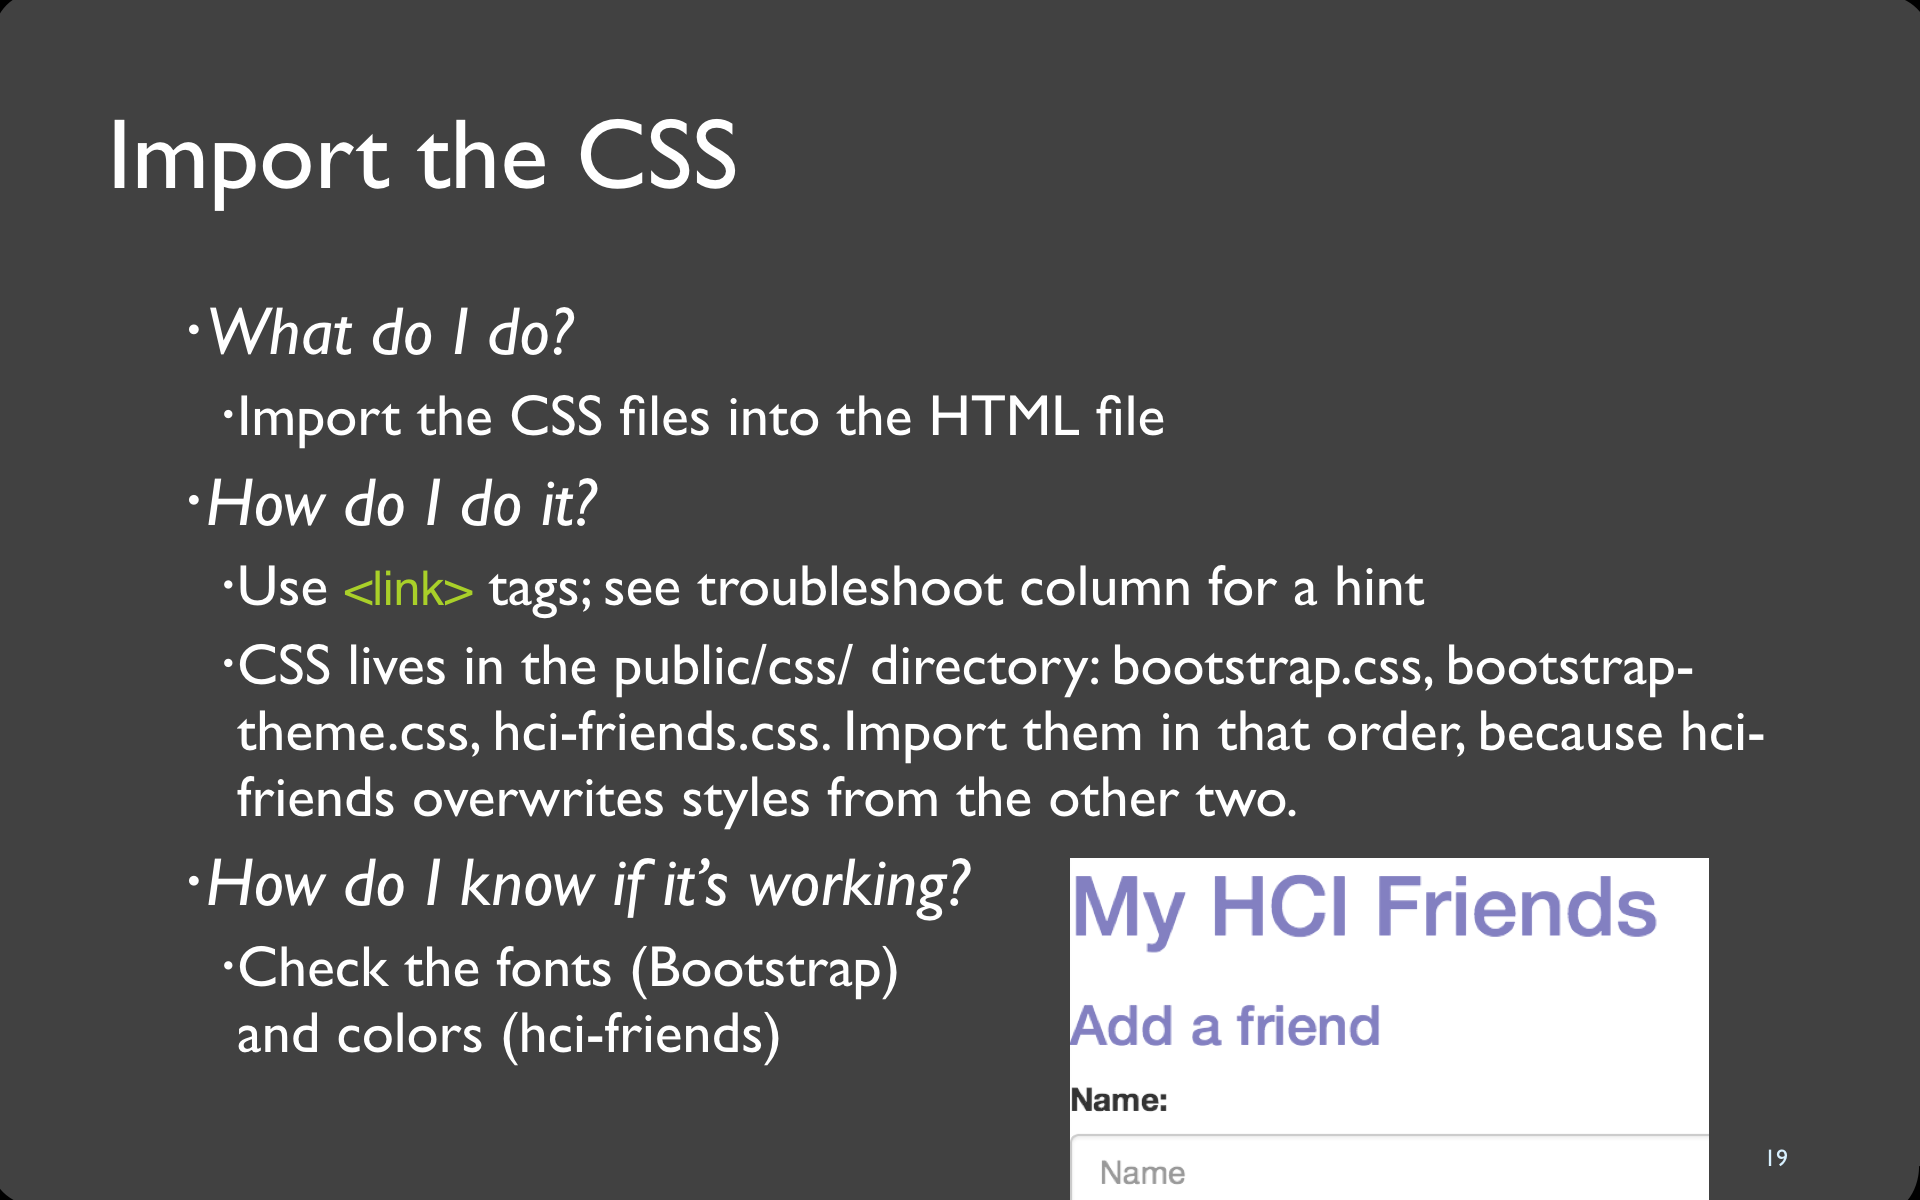 Import the CSS
·What do I do?
·Import the CSS files into the HTML file
·How do I do it?
·Use <link> tags; see troubleshoot column for a hint
·CSS lives in the public/css/ directory: bootstrap.css, bootstrap-
theme.css, hci-friends.css. Import them in that order, because hci-
friends overwrites styles from the other two.
·How do I know if it’s working?
·Check the fonts (Bootstrap)
and colors (hci-friends)
My HCI Friends
Add a friend
Name:
Name
19